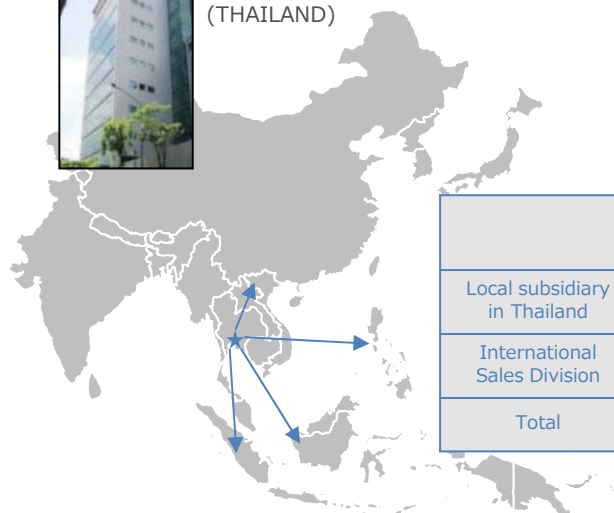 (THAILAND)
Local subsidiary
in Thailand
International
Sales Division
Total